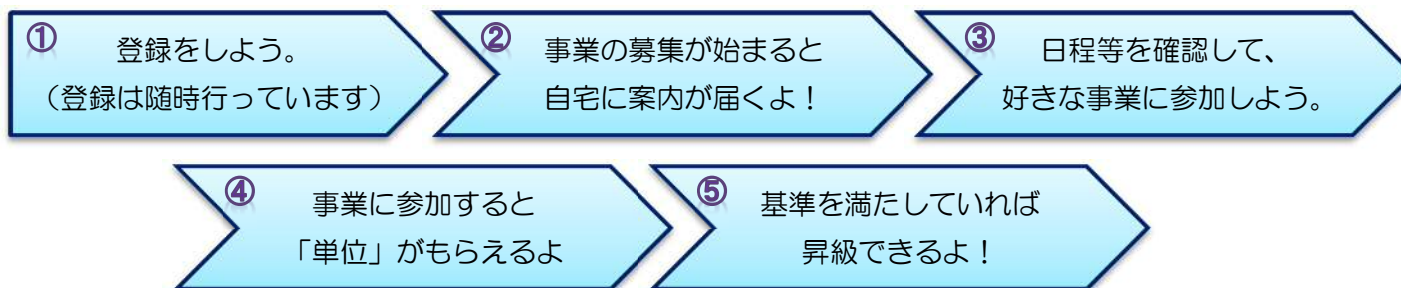 ① 登録をしよう。
（登録は随時行っています）
② 事業の募集が始まると
自宅に案内が届くよ！
③ 日程等を確認して、
好きな事業に参加しよう。
④ 事業に参加すると
「単位」がもらえるよ
⑤ 基準を満たしていれば
昇級できるよ！